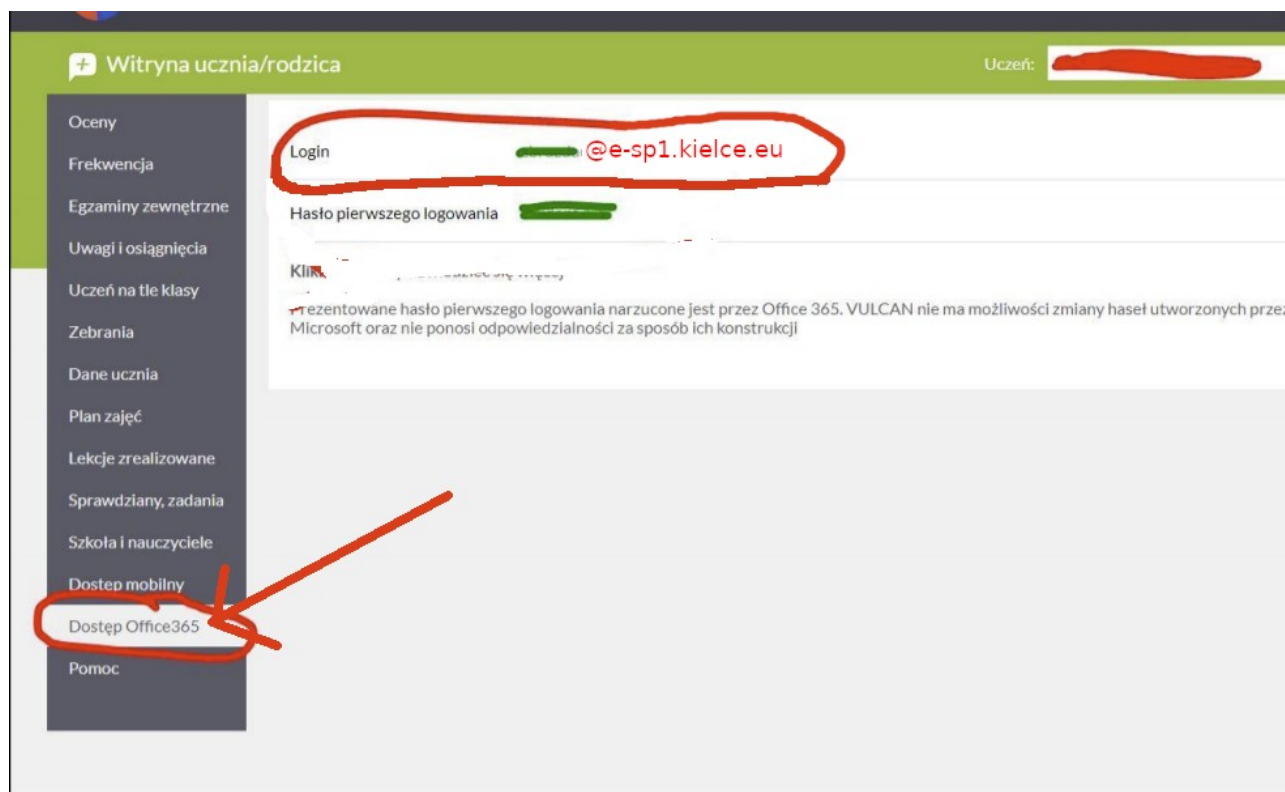 Witryna ucznia/rodzica
Uczeń:
Oceny
Frekwencja
Egzaminy zewnętrzne
Uwagi i osiągnięcia
Uczeń na tle klasy
Zebrania
Dane ucznia
Plan zajęć
Lekcje zrealizowane
Sprawdziany, zadania
Szkoła i nauczyciele
Dostęp mobilny
Dostęp Office365
Pomoc
Login @e-sp1.kielce.eu
Hasło pierwszego logowania
się więcej
Prezentowane hasło pierwszego logowania narzucone jest przez Office 365. VULCAN nie ma możliwości zmiany haseł utworzonych przez
Microsoft oraz nie ponosi odpowiedzialności za sposób ich konstrukcji